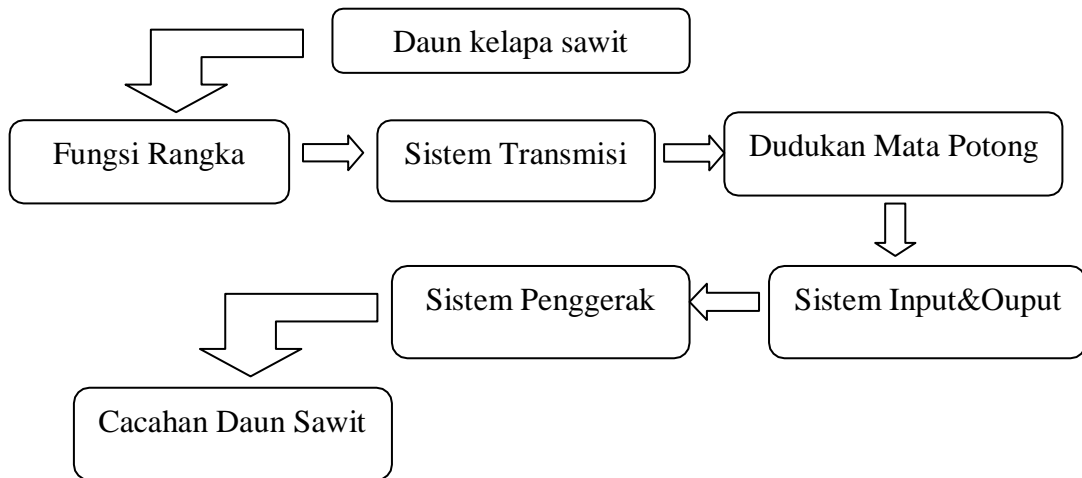 Daun kelapa sawit
Fungsi Rangka
Sistem Transmisi
Dudukan Mata Potong
Sistem Input&Ouput
Sistem Penggerak
Cacahan Daun Sawit